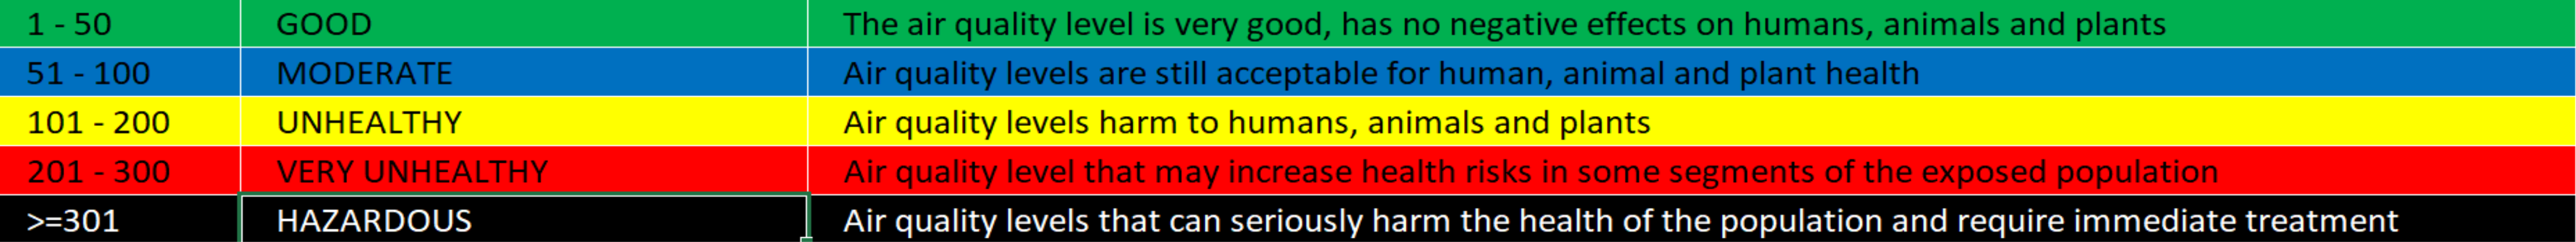 1 - 50 GOOD The air quality level is very good, has no negative effects on humans, animals and plants
51 - 100 MODERATE Air quality levels are still acceptable for human, animal and plant health
101 - 200 UNHEALTHY Air quality levels harm to humans, animals and plants
201 - 300 VERY UNHEALTHY Air quality level that may increase health risks in some segments of the exposed population
>=301 HAZARDOUS Air quality levels that can seriously harm the health of the population and require immediate treatment